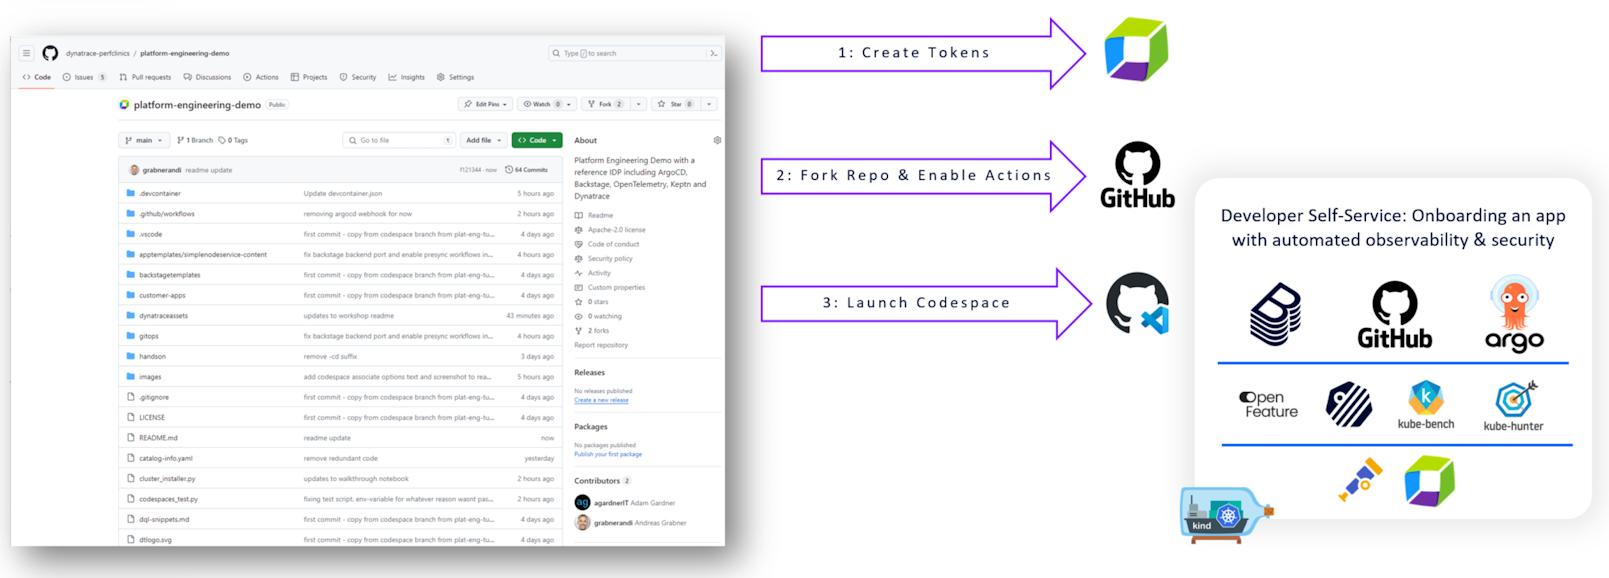 dynatrace-perfclinics / platform-engineering-demo
Type / to search
Code
Issues 5
Pull requests
Discussions
Actions
Projects
Security
Insights
Settings
platform-engineering-demo
Public
Edit Pins
Watch 0
Fork 2
Star 0
main
1 Branch
0 Tags
Go to file
t
Add file
Code
grabnerandi readme update
f121344 · now
64 Commits
.devcontainer Update devcontainer.json 5 hours ago
.github/workflows removing argocd webhook for now 2 hours ago
.vscode first commit - copy from codespace branch from plat-eng-tu... 4 days ago
apptemplates/simplenodeservice-content fix backstage backend port and enable presync workflows in... 4 hours ago
backstagetemplates first commit - copy from codespace branch from plat-eng-tu... 4 days ago
customer-apps first commit - copy from codespace branch from plat-eng-tu... 4 days ago
dynatraceassets updates to workshop readme 43 minutes ago
gitops fix backstage backend port and enable presync workflows in... 4 hours ago
handson remove -cd suffix 3 days ago
images add codespace associate options text and screenshot to rea... 5 hours ago
.gitignore first commit - copy from codespace branch from plat-eng-tu... 4 days ago
LICENSE first commit - copy from codespace branch from plat-eng-tu... 4 days ago
README.md readme update now
catalog-info.yaml remove redundant code yesterday
cluster_installer.py updates to walkthrough notebook 2 hours ago
codespaces_test.py fixing test script. env-variable for whatever reason wasnt pas... 2 hours ago
dql-snippets.md first commit - copy from codespace branch from plat-eng-tu... 4 days ago
dtlogo.svg first commit - copy from codespace branch from plat-eng-tu... 4 days ago
About
Platform Engineering Demo with a
reference IDP including ArgoCD,
Backstage, OpenTelemetry, Keptn and
Dynatrace
Readme
Apache-2.0 license
Code of conduct
Security policy
Activity
Custom properties
0 stars
0 watching
2 forks
Report repository
Releases
No releases published
Create a new release
Packages
No packages published
Publish your first package
Contributors 2
ag
agardnerIT Adam Gardner
grabnerandi Andreas Grabner
1: Create Tokens
2: Fork Repo & Enable Actions
GitHub
3: Launch Codespace
Developer Self-Service: Onboarding an app
with automated observability & security
GitHub
argo
Open
Feature
k
kube-bench
kube-hunter
kind